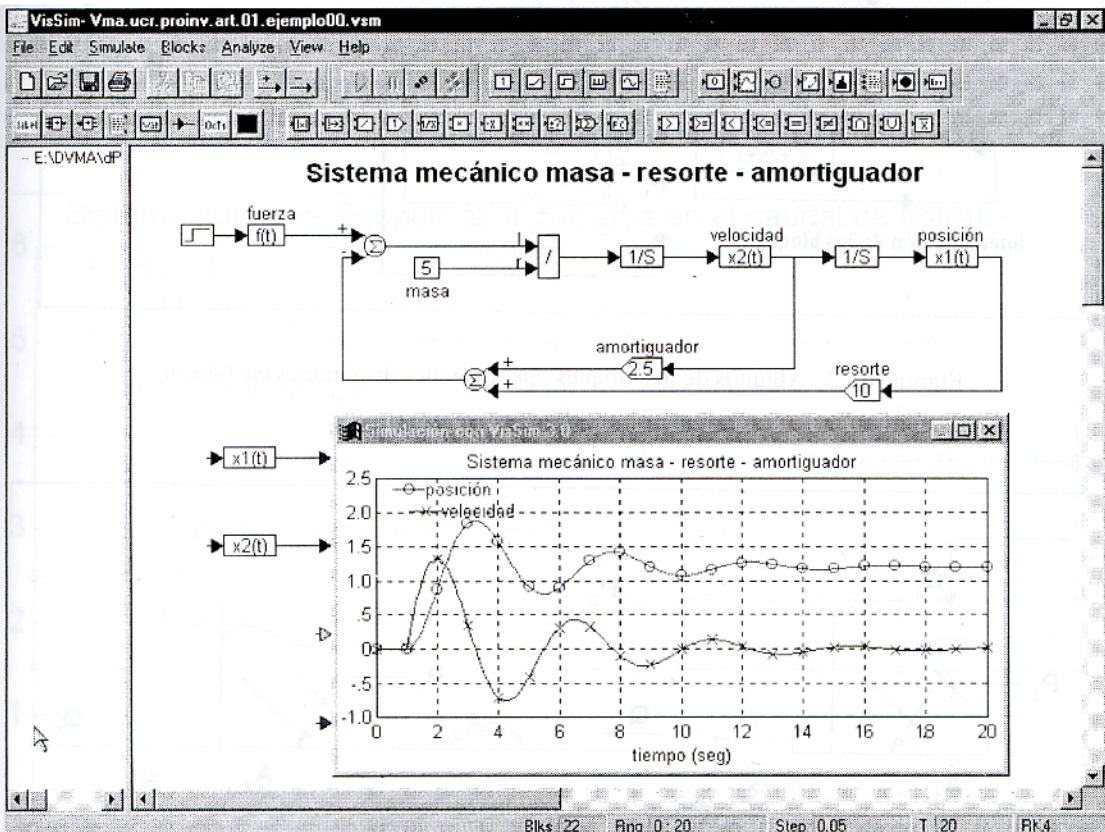 VisSim- Vma.ucr.proinv.art.01.ejemplo00.vsm
File Edit Simulate Blocks Analyze View Help
E:\DVMA\dP
Sistema mecánico masa - resorte - amortiguador
fuerza
f(t)
+
-
Σ
5
masa
l
r
/
1/S
velocidad
x2(t)
1/S
posición
x1(t)
amortiguador
2.5
resorte
10
+
+
Σ
x1(t)
x2(t)
Simulación con VisSim 3.0
Sistema mecánico masa - resorte - amortiguador
posición
velocidad
2.5
2.0
1.5
1.0
.5
0
-.5
-1.0
0 2 4 6 8 10 12 14 16 18 20
tiempo (seg)
Blks 22 Rng 0:20 Step 0.05 T 20 RK4